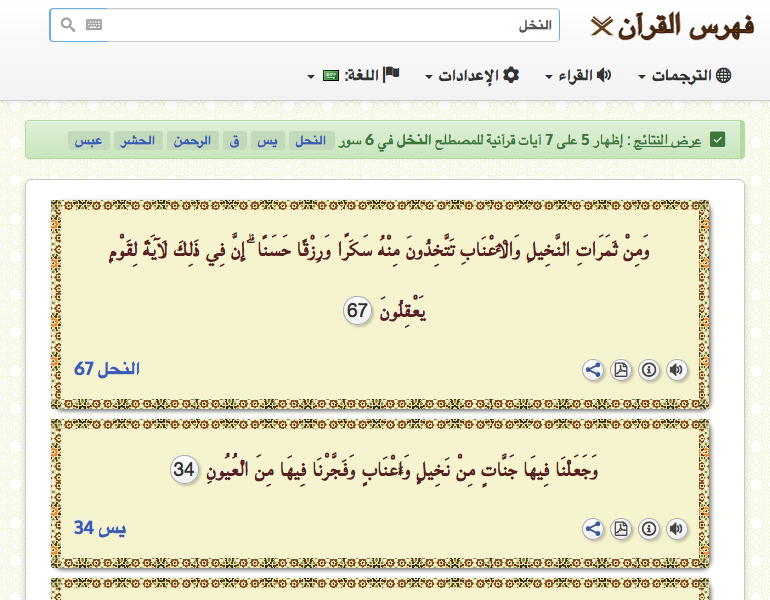 فهرس القرآن
النخل
الترجمات
القراء
الإعدادات
اللغة:
عرض النتائج : إظهار 5 على 7 آيات قرآنية للمصطلح النخل في 6 سور النحل يس ق الرحمن الحشر عبس
وَمِنْ ثَمَرَاتِ النَّخِيلِ وَالْأَعْنَابِ تَتَّخِذُونَ مِنْهُ سَكَرًا وَرِزْقًا حَسَنًا ۗ إِنَّ فِي ذَلِكَ لَآيَةً لِقَوْمٍ
يَعْقِلُونَ 67
النحل 67
وَجَعَلْنَا فِيهَا جَنَّاتٍ مِنْ نَخِيلٍ وَأَعْنَابٍ وَفَجَّرْنَا فِيهَا مِنَ الْعُيُونِ 34
يس 34